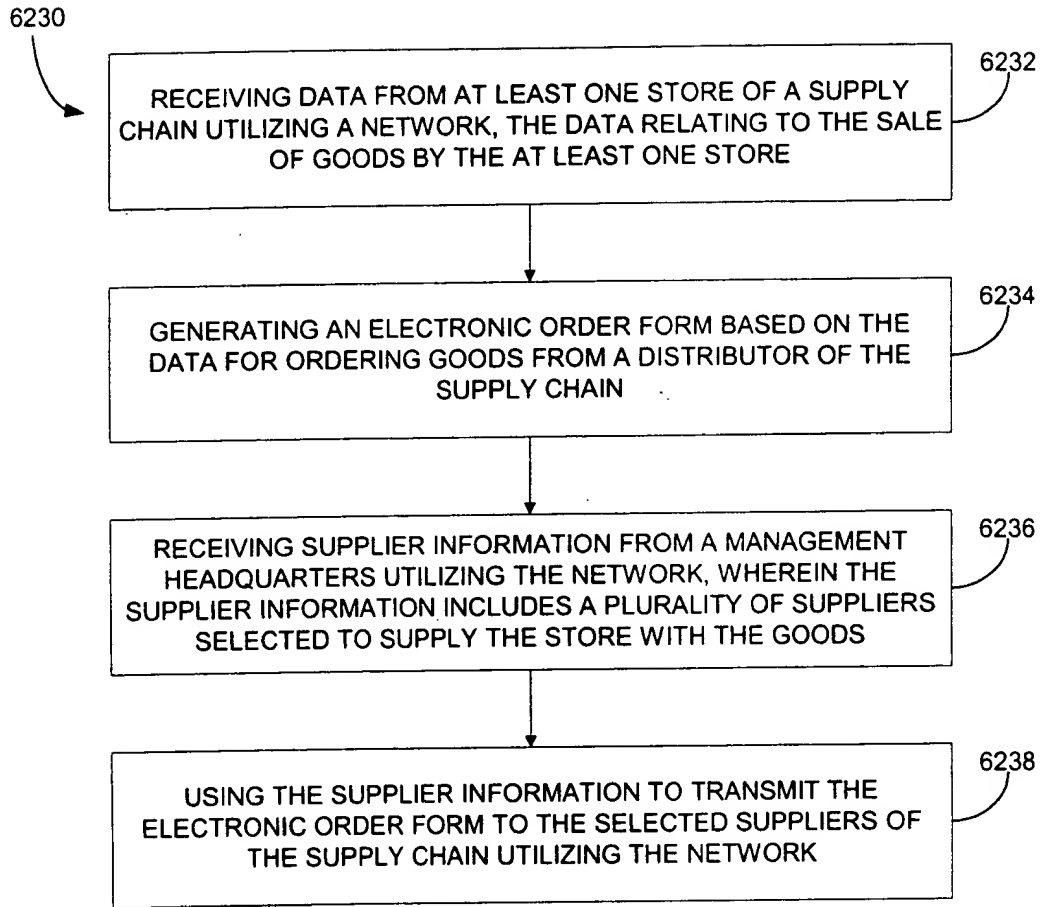 6230
6232
RECEIVING DATA FROM AT LEAST ONE STORE OF A SUPPLY
CHAIN UTILIZING A NETWORK, THE DATA RELATING TO THE SALE
OF GOODS BY THE AT LEAST ONE STORE
6234
GENERATING AN ELECTRONIC ORDER FORM BASED ON THE
DATA FOR ORDERING GOODS FROM A DISTRIBUTOR OF THE
SUPPLY CHAIN
6236
RECEIVING SUPPLIER INFORMATION FROM A MANAGEMENT
HEADQUARTERS UTILIZING THE NETWORK, WHEREIN THE
SUPPLIER INFORMATION INCLUDES A PLURALITY OF SUPPLIERS
SELECTED TO SUPPLY THE STORE WITH THE GOODS
6238
USING THE SUPPLIER INFORMATION TO TRANSMIT THE
ELECTRONIC ORDER FORM TO THE SELECTED SUPPLIERS OF
THE SUPPLY CHAIN UTILIZING THE NETWORK